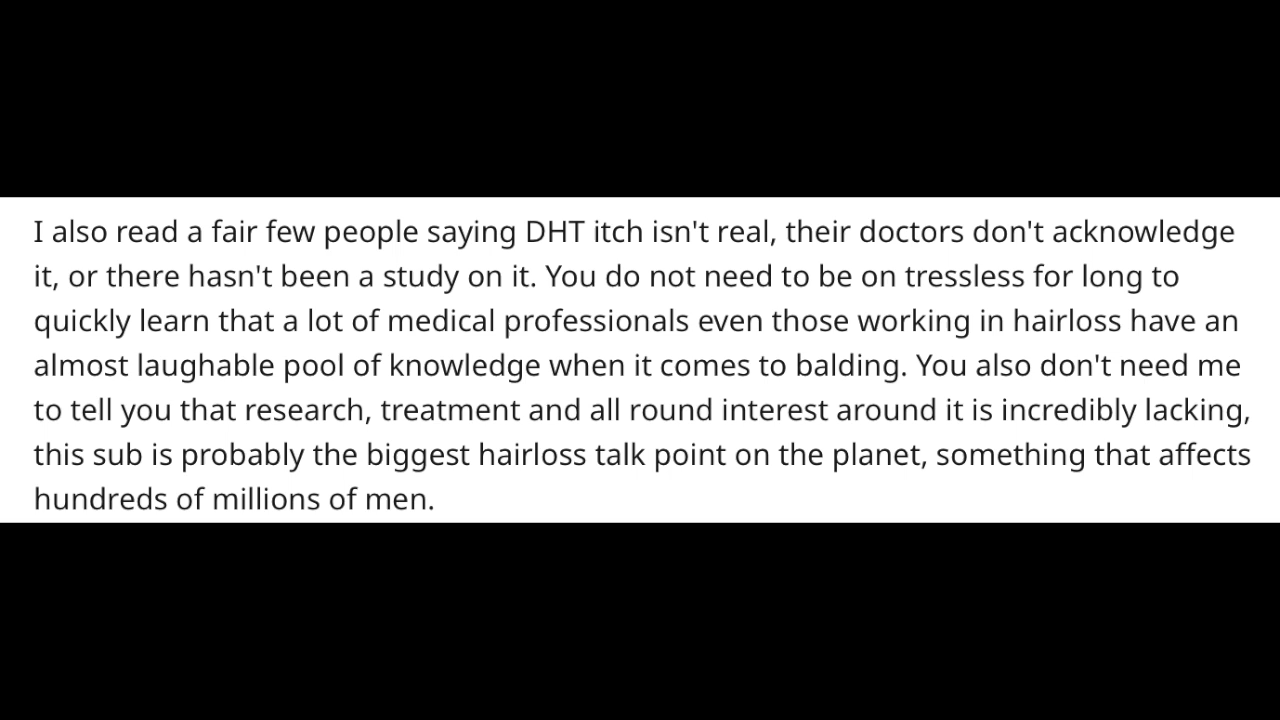 I also read a fair few people saying DHT itch isn't real, their doctors don't acknowledge
it, or there hasn't been a study on it. You do not need to be on tressless for long to
quickly learn that a lot of medical professionals even those working in hairloss have an
almost laughable pool of knowledge when it comes to balding. You also don't need me
to tell you that research, treatment and all round interest around it is incredibly lacking,
this sub is probably the biggest hairloss talk point on the planet, something that affects
hundreds of millions of men.